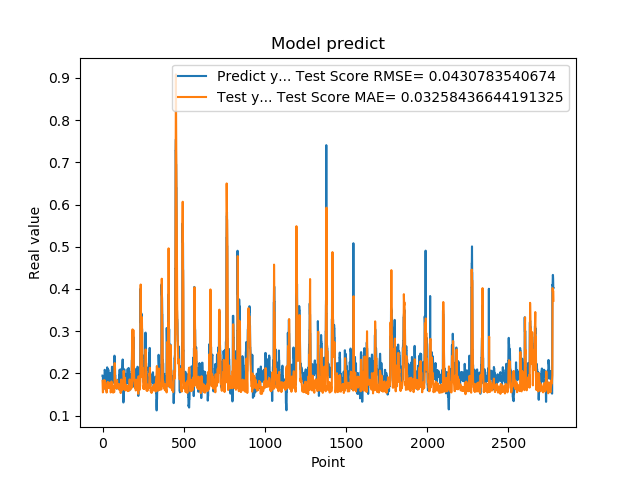 Model predict
Predict y... Test Score RMSE= 0.0430783540674
Test y... Test Score MAE= 0.03258436644191325
0.9
0.8
0.7
0.6
0.5
0.4
0.3
0.2
0.1
Real value
0 500 1000 1500 2000 2500
Point